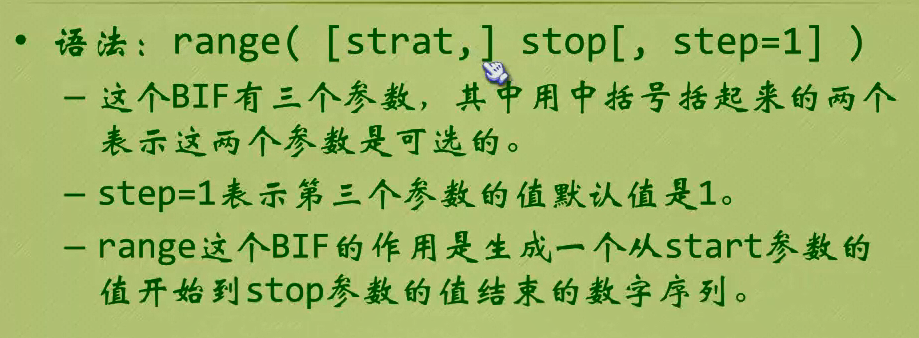 • 语法：range( [strat,] stop[, step=1] )
– 这个BIF有三个参数，其中用中括号括起来的两个
表示这两个参数是可选的。
– step=1表示第三个参数的值默认值是1。
– range这个BIF的作用是生成一个从start参数的
值开始到stop参数的值结束的数字序列。